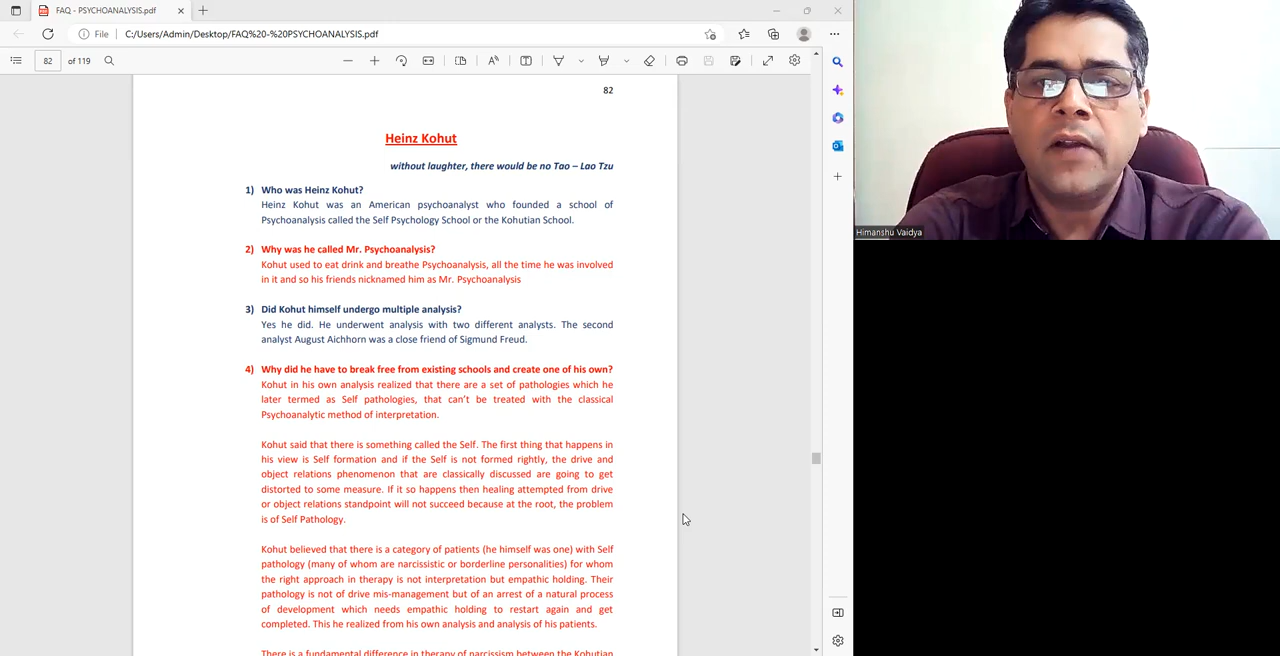 FAQ - PSYCHOANALYSIS.pdf
File
C:/Users/Admin/Desktop/FAQ%20-%20PSYCHOANALYSIS.pdf
82
of 119
82
Heinz Kohut
without laughter, there would be no Tao – Lao Tzu
1) Who was Heinz Kohut?
Heinz Kohut was an American psychoanalyst who founded a school of
Psychoanalysis called the Self Psychology School or the Kohutian School.
2) Why was he called Mr. Psychoanalysis?
Kohut used to eat drink and breathe Psychoanalysis, all the time he was involved
in it and so his friends nicknamed him as Mr. Psychoanalysis
3) Did Kohut himself undergo multiple analysis?
Yes he did. He underwent analysis with two different analysts. The second
analyst August Aichhorn was a close friend of Sigmund Freud.
4) Why did he have to break free from existing schools and create one of his own?
Kohut in his own analysis realized that there are a set of pathologies which he
later termed as Self pathologies, that can't be treated with the classical
Psychoanalytic method of interpretation.
Kohut said that there is something called the Self. The first thing that happens in
his view is Self formation and if the Self is not formed rightly, the drive and
object relations phenomenon that are classically discussed are going to get
distorted to some measure. If it so happens then healing attempted from drive
or object relations standpoint will not succeed because at the root, the problem
is of Self Pathology.
Kohut believed that there is a category of patients (he himself was one) with Self
pathology (many of whom are narcissistic or borderline personalities) for whom
the right approach in therapy is not interpretation but empathic holding. Their
pathology is not of drive mis-management but of an arrest of a natural process
of development which needs empathic holding to restart again and get
completed. This he realized from his own analysis and analysis of his patients.
There is a fundamental difference in therapy of narcissism between the Kohutian
Himanshu Vaidya